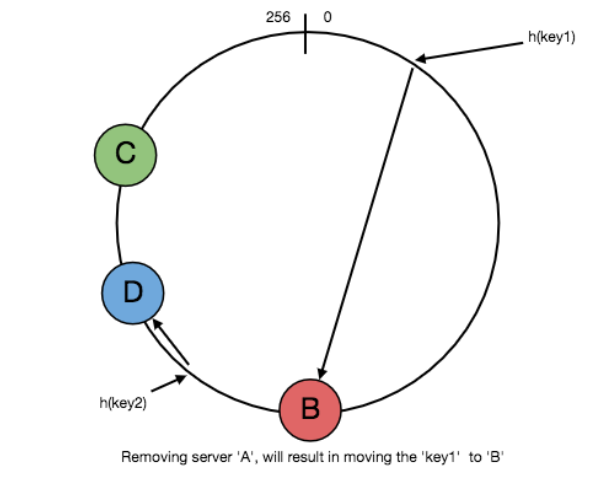 256 0
h(key1)
C
D
h(key2)
B
Removing server 'A', will result in moving the 'key1' to 'B'